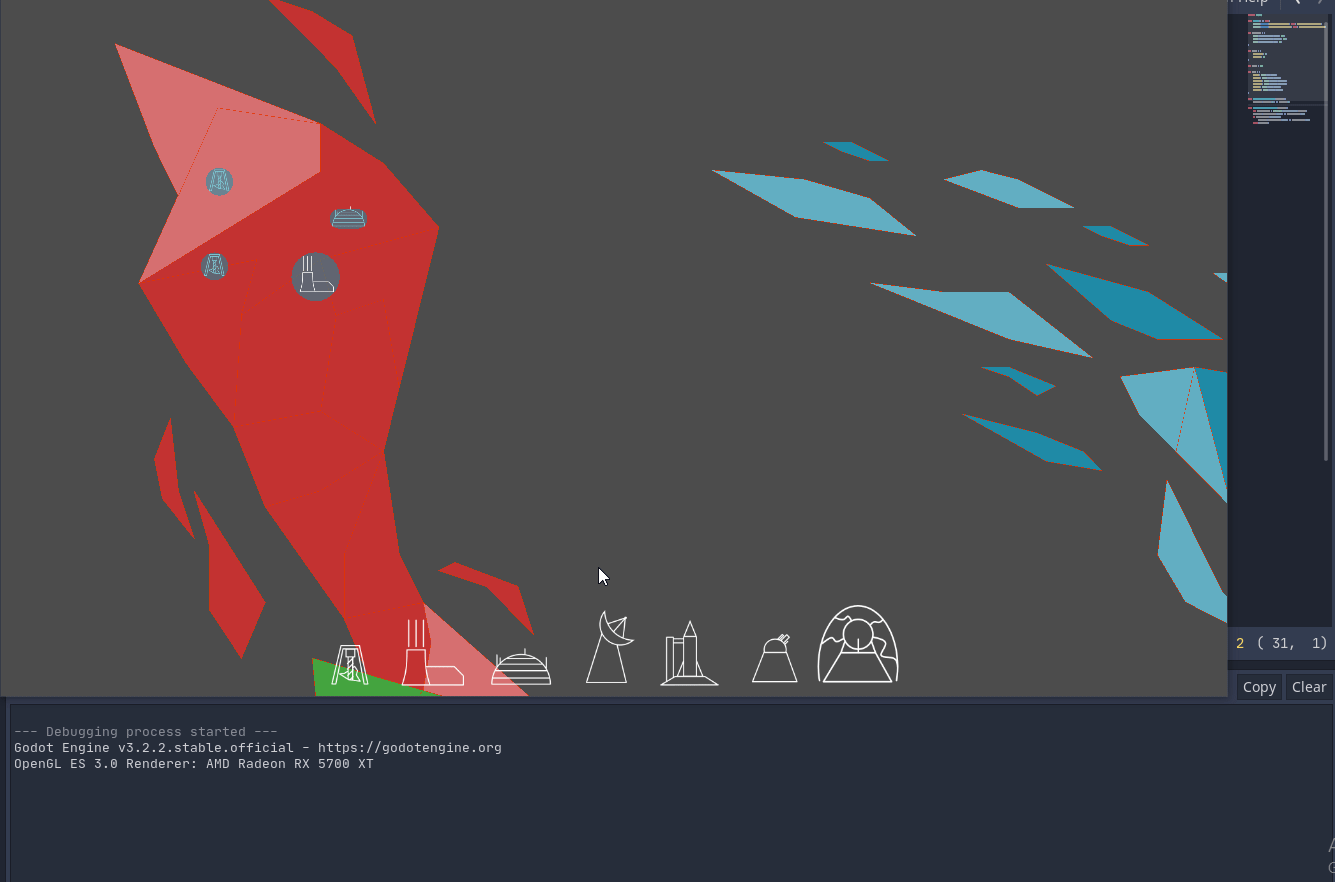 Help
2 ( 31, 1)
Copy Clear
--- Debugging process started ---
Godot Engine v3.2.2.stable.official - https://godotengine.org
OpenGL ES 3.0 Renderer: AMD Radeon RX 5700 XT